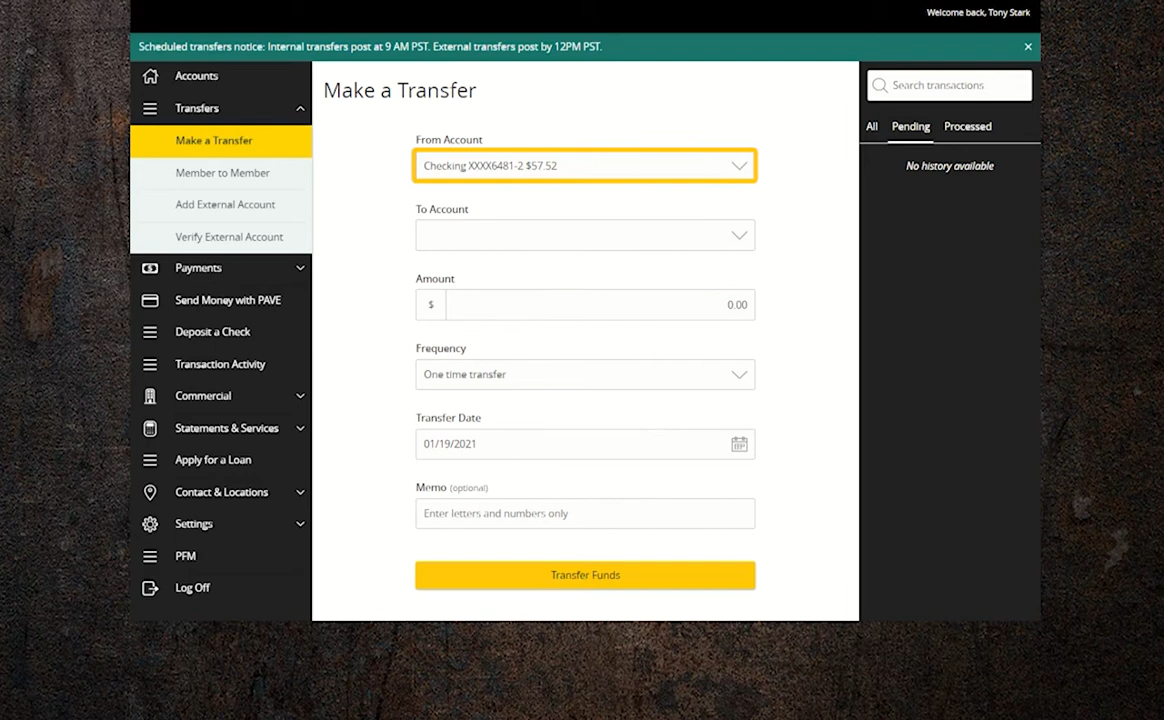 Welcome back, Tony Stark
Scheduled transfers notice: Internal transfers post at 9 AM PST. External transfers post by 12PM PST.
Accounts
Transfers
Make a Transfer
Member to Member
Add External Account
Verify External Account
Payments
Send Money with PAVE
Deposit a Check
Transaction Activity
Commercial
Statements & Services
Apply for a Loan
Contact & Locations
Settings
PFM
Log Off
Make a Transfer
From Account
Checking XXXX6481-2 $57.52
To Account
Amount
$ 0.00
Frequency
One time transfer
Transfer Date
01/19/2021
Memo (optional)
Enter letters and numbers only
Transfer Funds
Search transactions
All Pending Processed
No history available